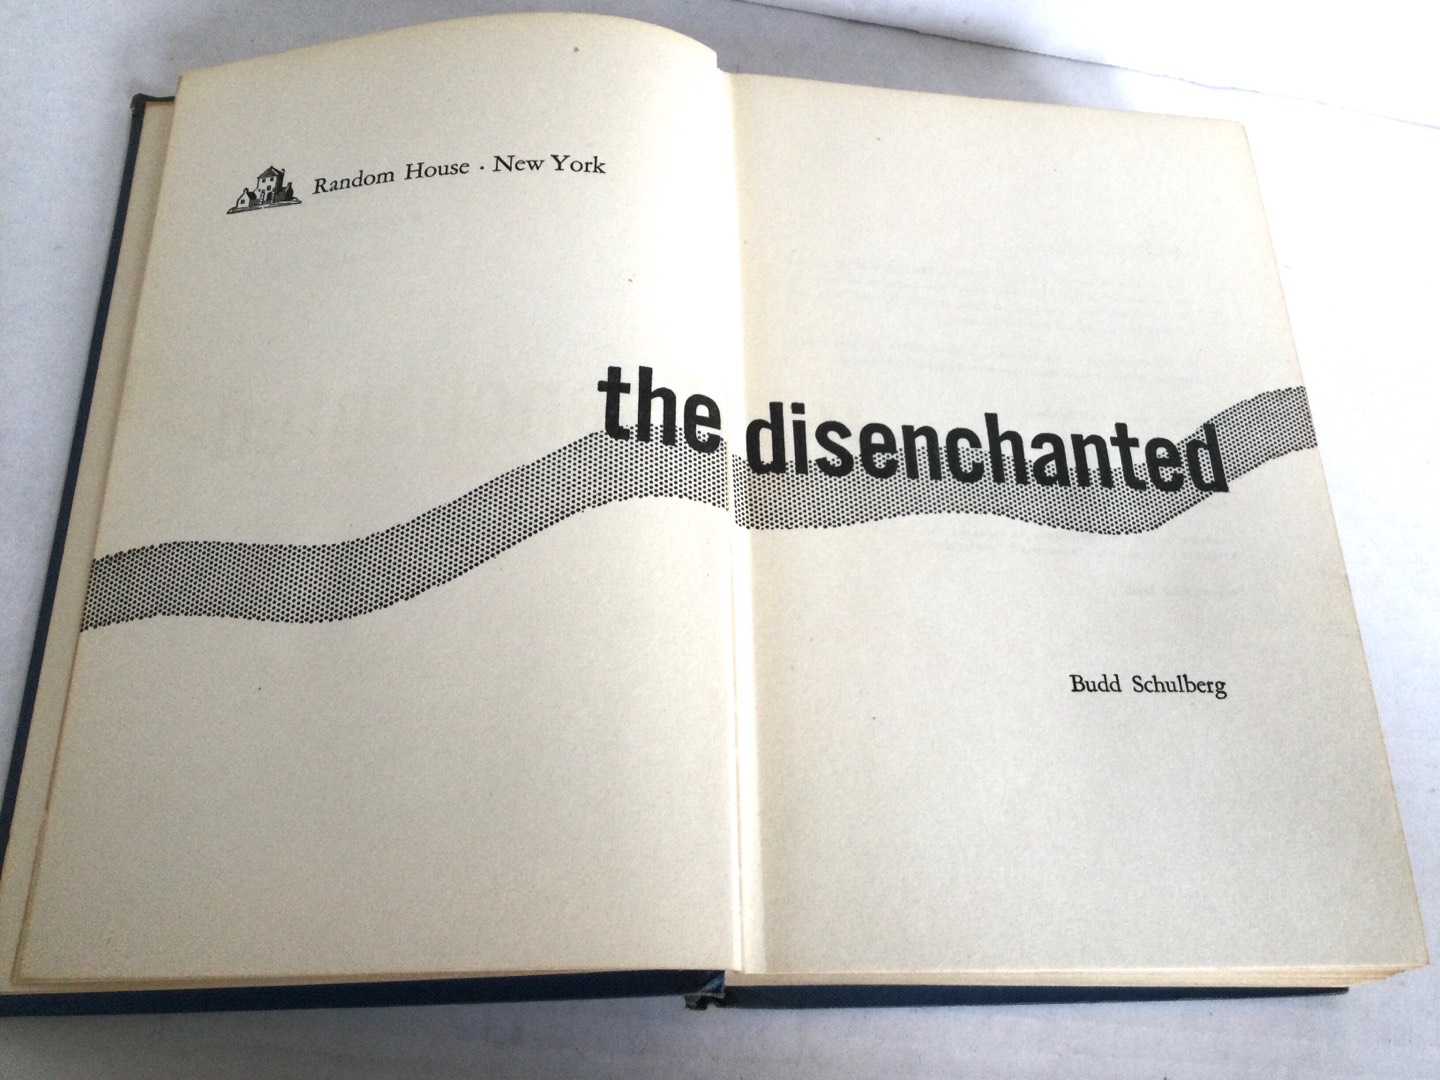 Random House · New York
the disenchanted
Budd Schulberg